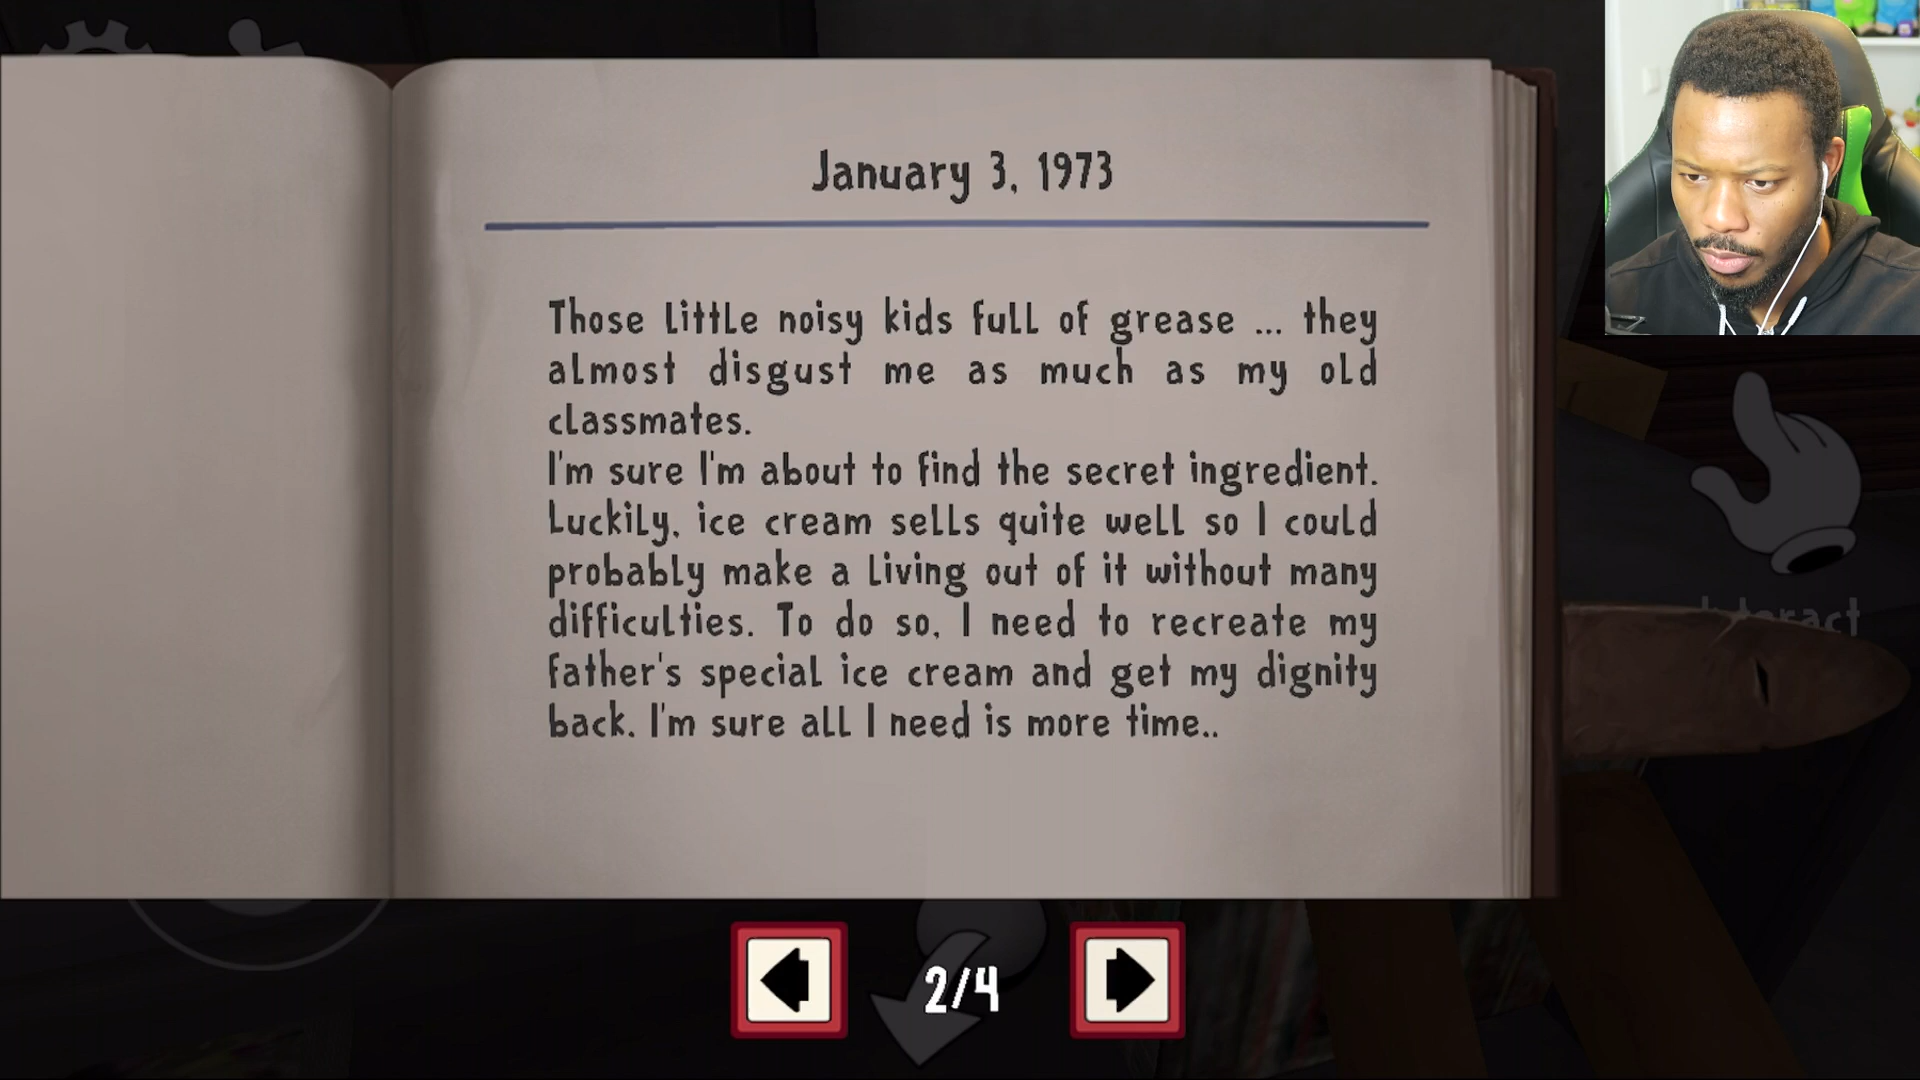 January 3, 1973
Those little noisy kids full of grease ... they
almost disgust me as much as my old
classmates.
I'm sure I'm about to find the secret ingredient.
Luckily, ice cream sells quite well so I could
probably make a living out of it without many
difficulties. To do so, I need to recreate my
father's special ice cream and get my dignity
back. I'm sure all I need is more time..
Interact
2/4